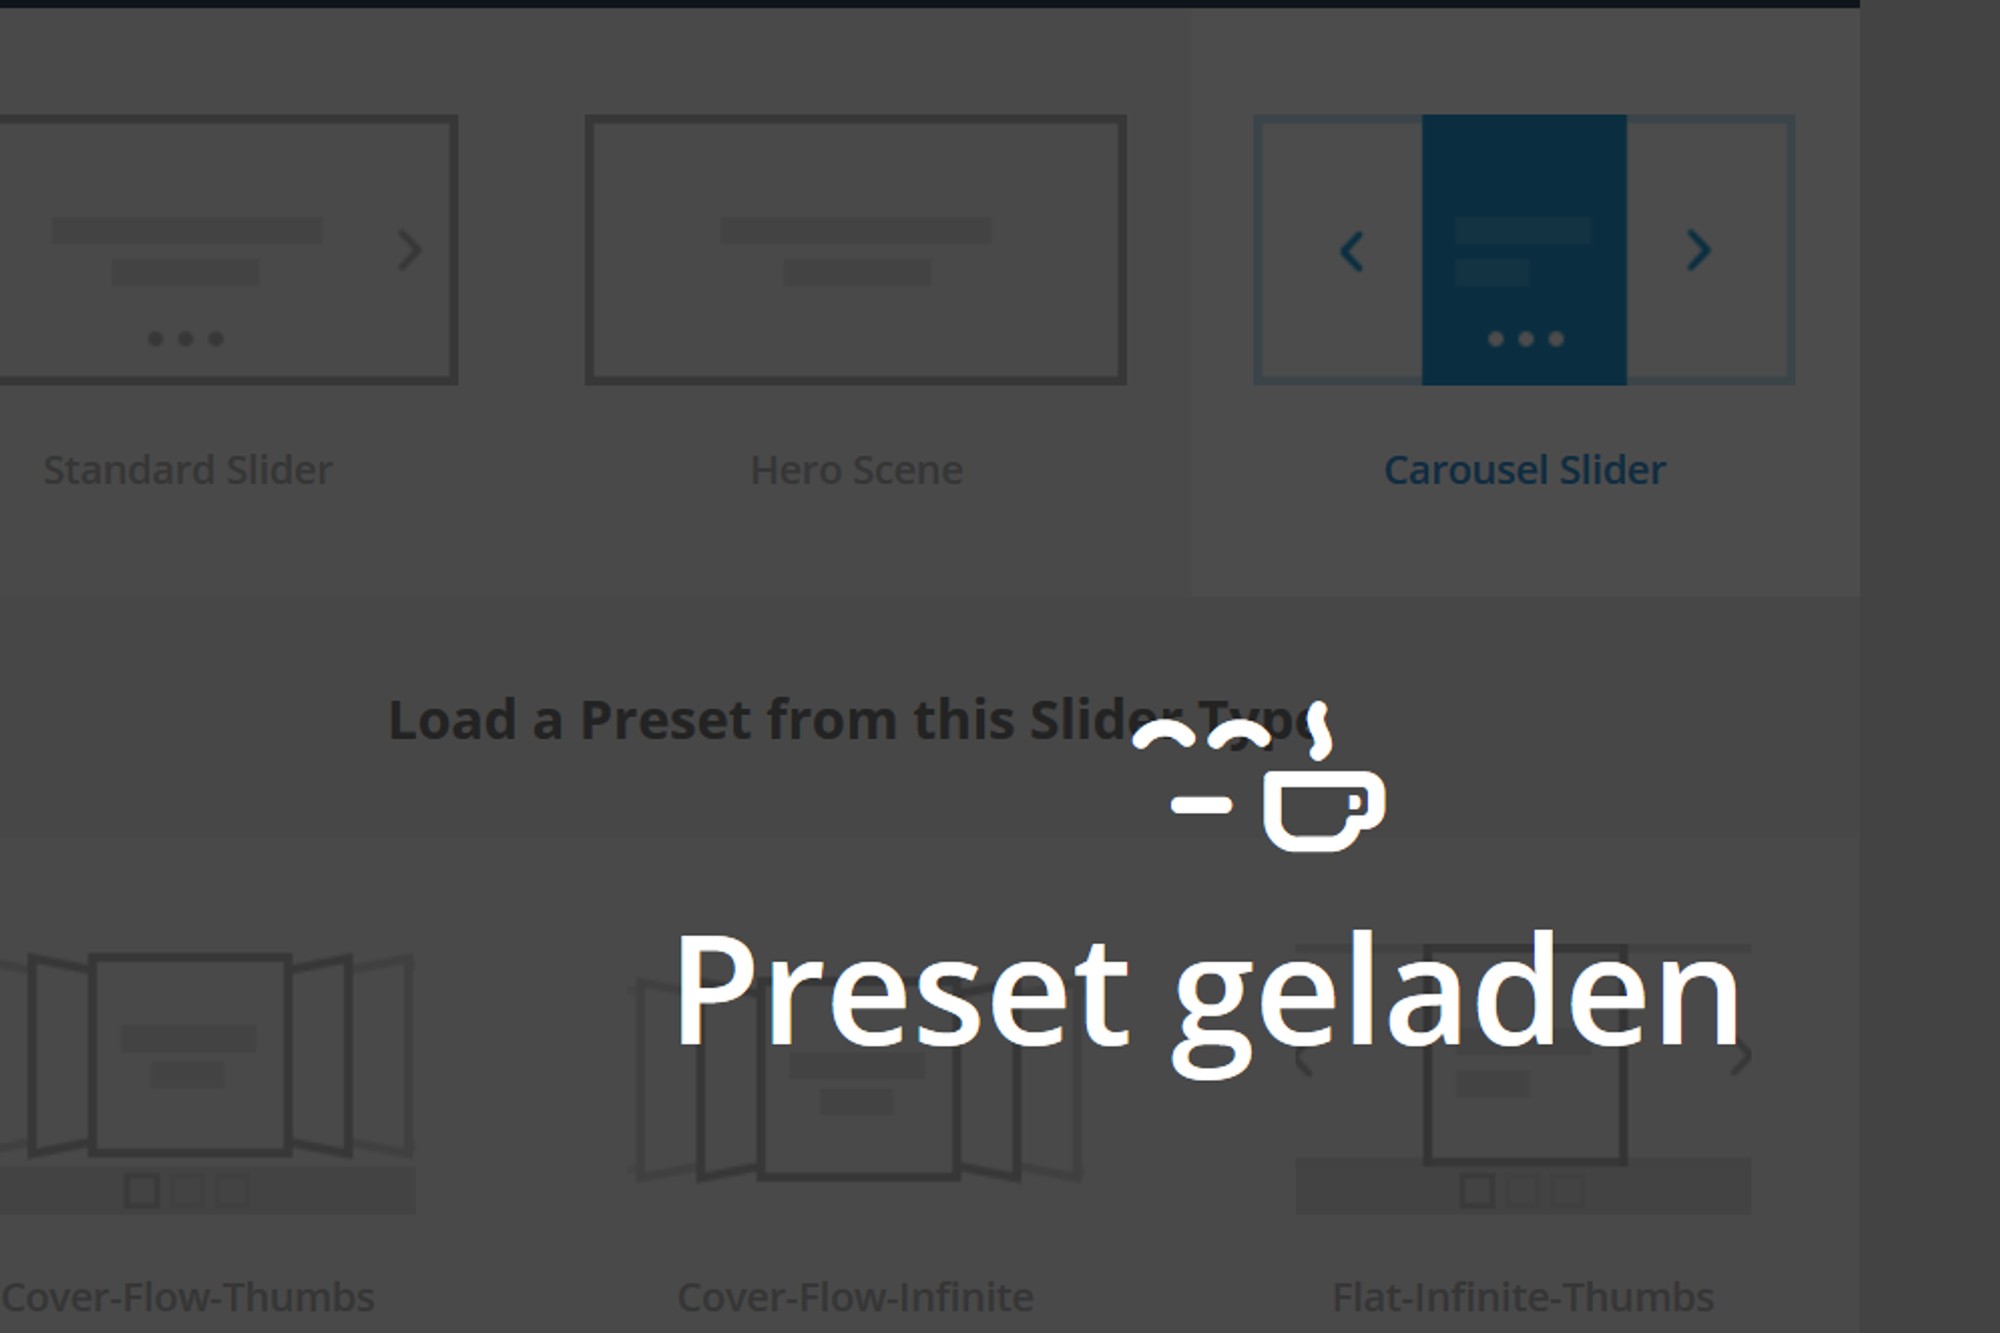 Standard Slider
Hero Scene
Carousel Slider
Load a Preset from this Slider Type
Preset geladen
Cover-Flow-Thumbs
Cover-Flow-Infinite
Flat-Infinite-Thumbs